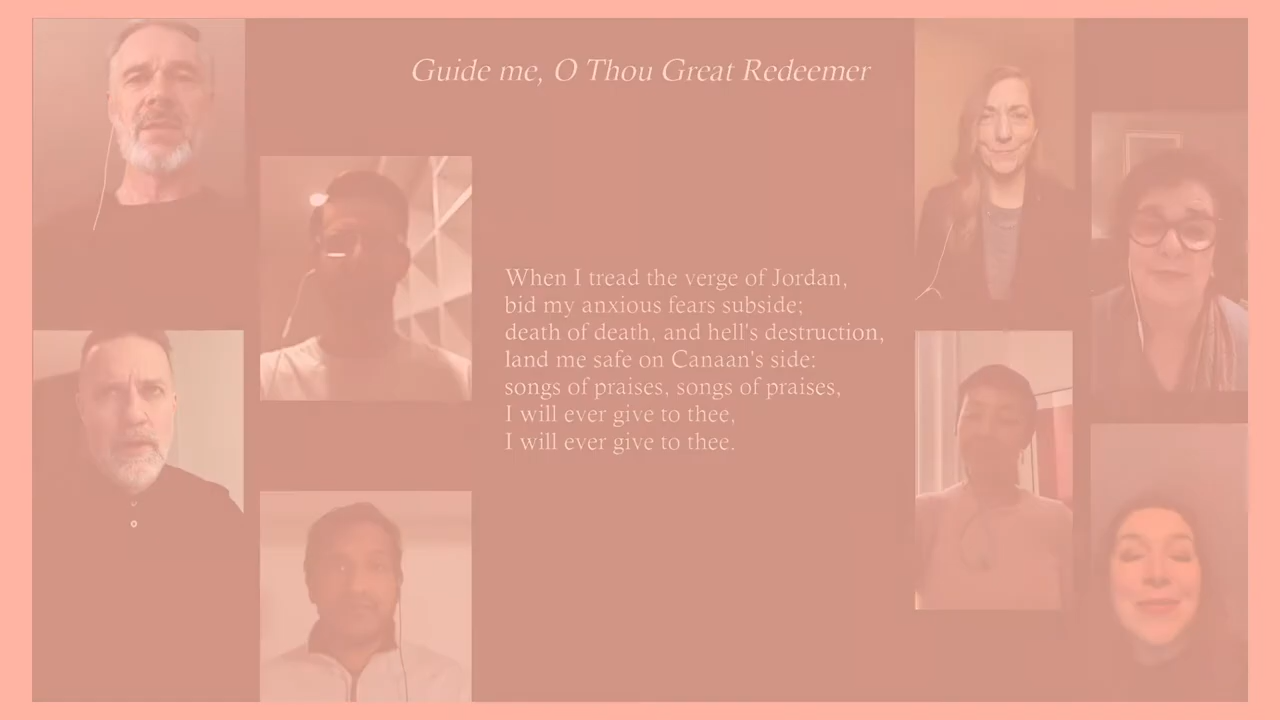 Guide me, O Thou Great Redeemer
When I tread the verge of Jordan,
bid my anxious fears subside;
death of death, and hell's destruction,
land me safe on Canaan's side:
songs of praises, songs of praises,
I will ever give to thee,
I will ever give to thee.